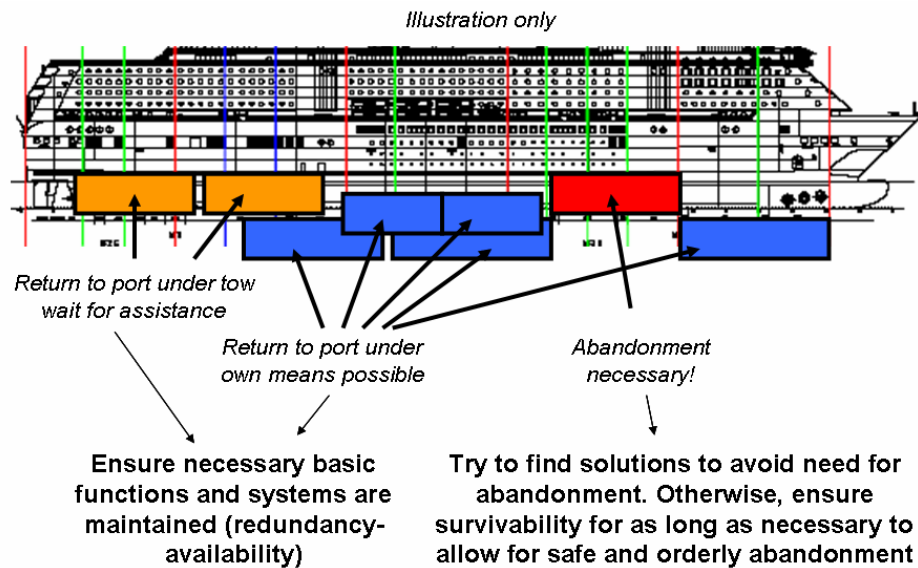 Illustration only
Return to port under tow
wait for assistance
Return to port under
own means possible
Abandonment
necessary!
Ensure necessary basic
functions and systems are
maintained (redundancy-
availability)
Try to find solutions to avoid need for
abandonment. Otherwise, ensure
survivability for as long as necessary to
allow for safe and orderly abandonment